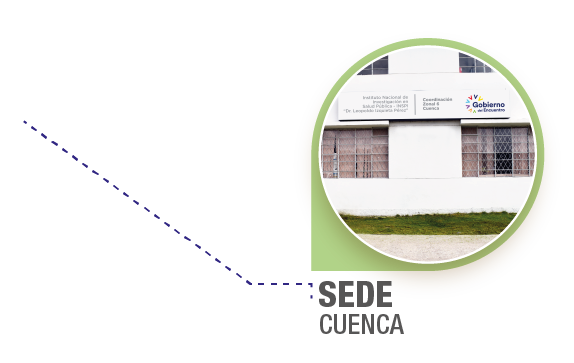 Instituto Nacional de
Investigación en
Salud Pública - INSPI
"Dr. Leopoldo Izquieta Pérez"
Coordinación
Zonal 6
Cuenca
Gobierno
del Encuentro
SEDE
CUENCA